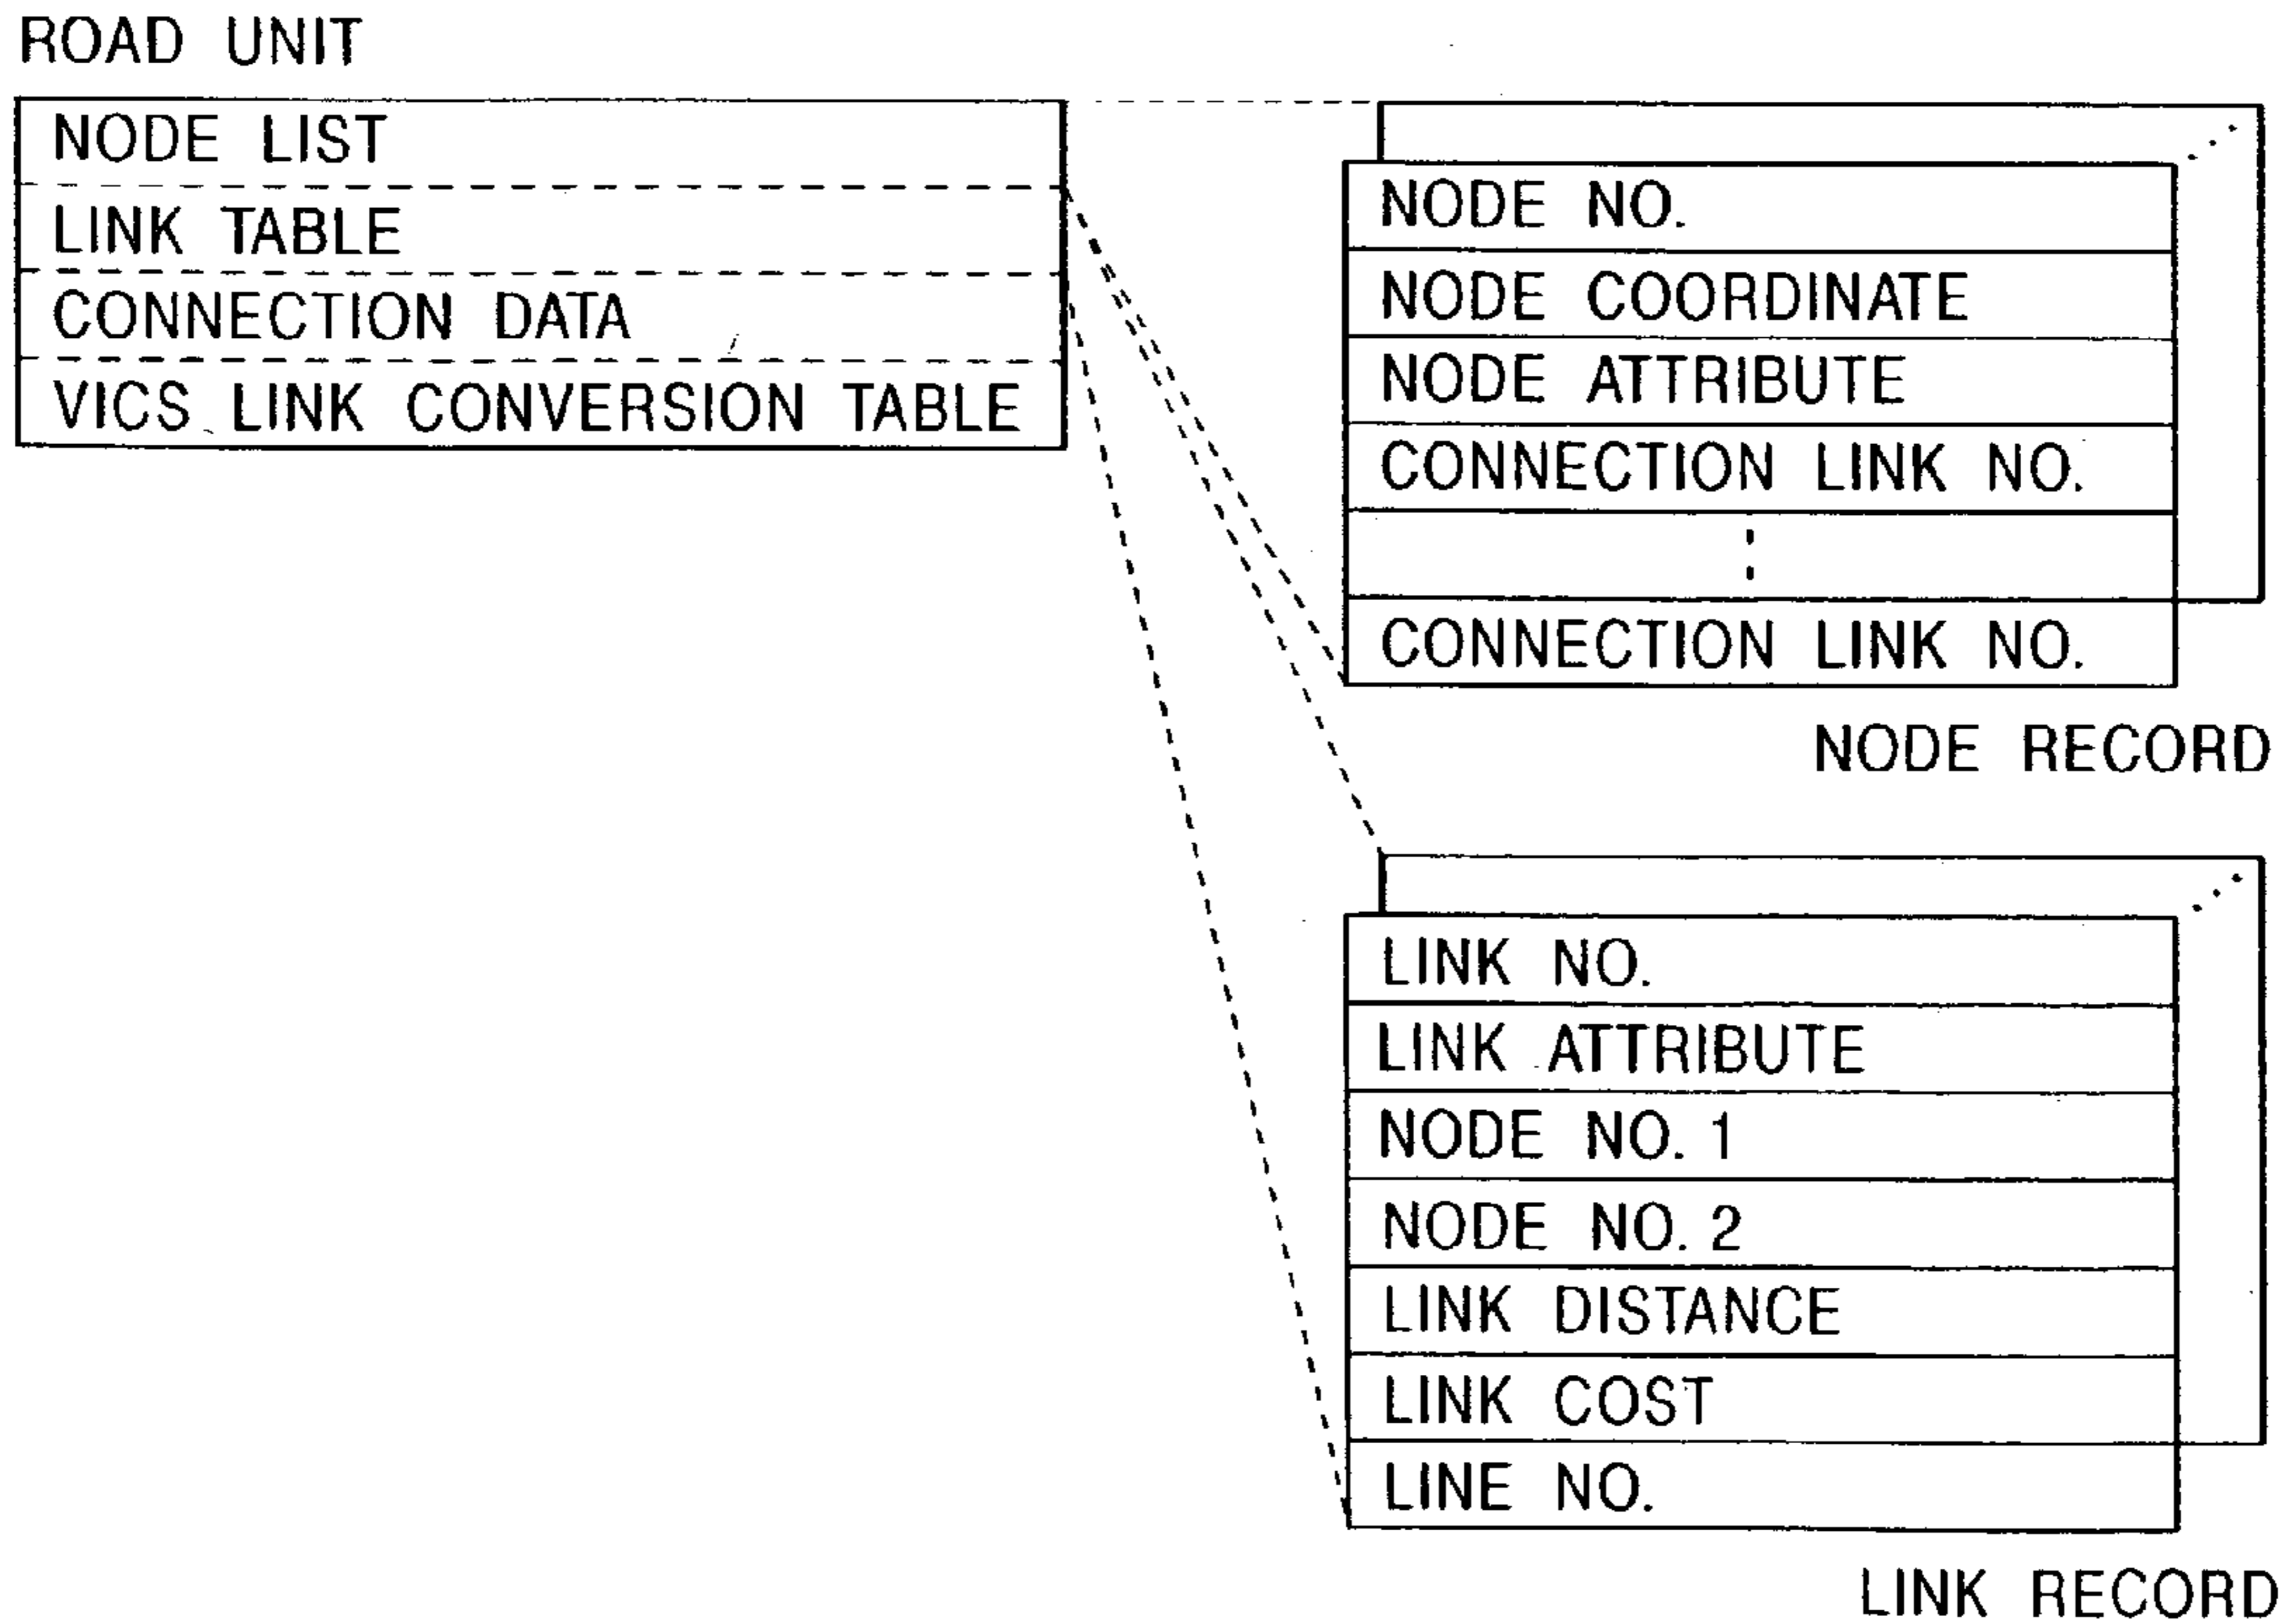 ROAD UNIT
NODE LIST
LINK TABLE
CONNECTION DATA
VICS LINK CONVERSION TABLE
NODE NO.
NODE COORDINATE
NODE ATTRIBUTE
CONNECTION LINK NO.
CONNECTION LINK NO.
NODE RECORD
LINK NO.
LINK ATTRIBUTE
NODE NO. 1
NODE NO. 2
LINK DISTANCE
LINK COST
LINE NO.
LINK RECORD